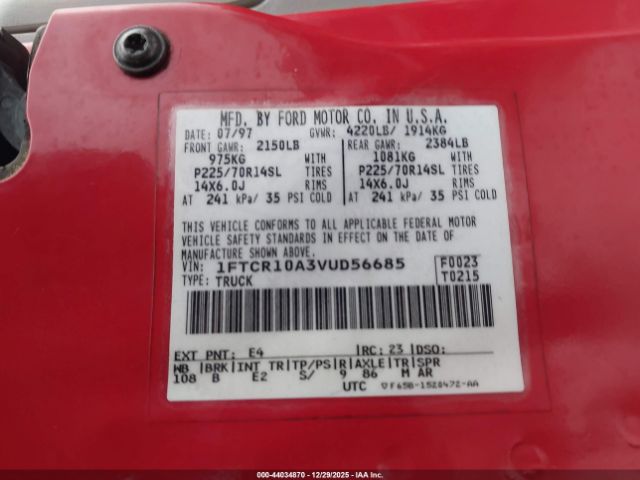 MFD. BY FORD MOTOR CO. IN U.S.A.
DATE: 07/97 GVWR: 4220LB/ 1914KG
FRONT GAWR: 2150LB REAR GAWR: 2384LB
975KG WITH 1081KG WITH
P225/70R14SL TIRES P225/70R14SL TIRES
14X6.0J RIMS 14X6.0J RIMS
AT 241 kPa/ 35 PSI COLD AT 241 kPa/ 35 PSI COLD
THIS VEHICLE CONFORMS TO ALL APPLICABLE FEDERAL MOTOR
VEHICLE SAFETY STANDARDS IN EFFECT ON THE DATE OF
MANUFACTURE SHOWN ABOVE.
VIN: 1FTCR10A3VUD56685 F0023
TYPE: TRUCK T0215
EXT PNT: E4 RC: 23 DSO:
WB BRK INT TR TP/PS R AXLE TR SPR
108 B E2 S/ 9 86 M AR
UTC ▽F65B-1520472-AA
000-44034870 - 12/29/2025 - IAAI.com